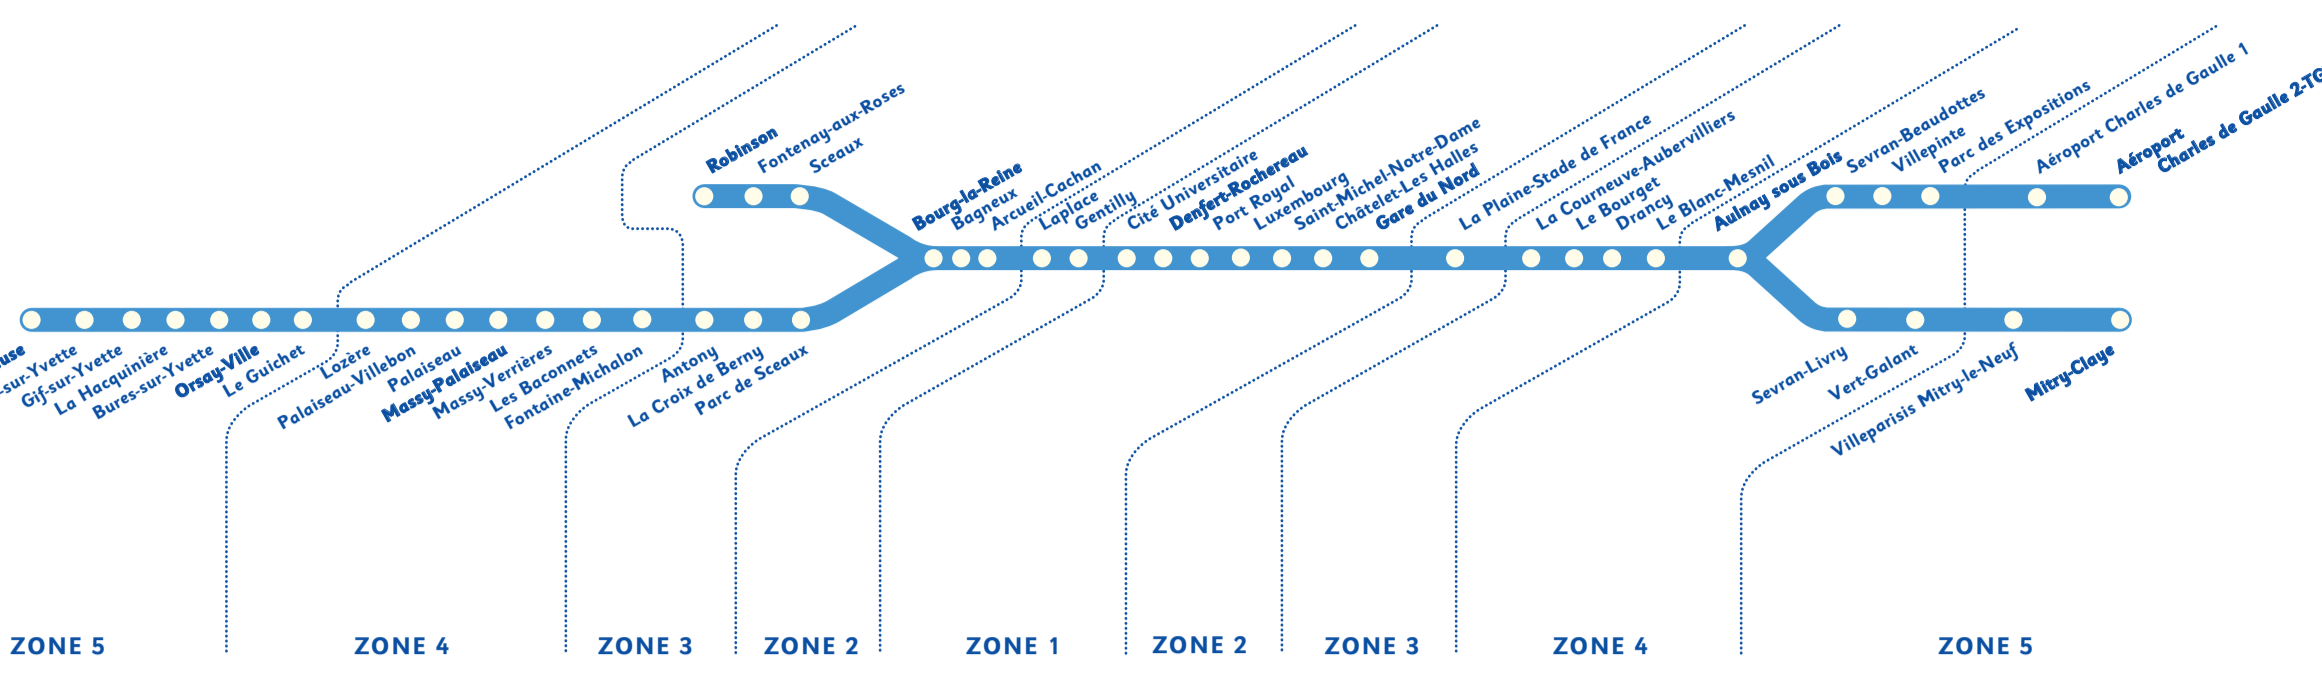 Robinson
Fontenay-aux-Roses
Sceaux
Bourg-la-Reine
Bagneux
Arcueil-Cachan
Laplace
Gentilly
Cité Universitaire
Denfert-Rochereau
Port Royal
Luxembourg
Saint-Michel-Notre-Dame
Châtelet-Les Halles
Gare du Nord
La Plaine-Stade de France
La Courneuve-Aubervilliers
Le Bourget
Drancy
Le Blanc-Mesnil
Aulnay sous Bois
Sevran-Beaudottes
Villepinte
Parc des Expositions
Aéroport Charles de Gaulle 1
Aéroport
Charles de Gaulle 2-TG
use
-sur-Yvette
Gif-sur-Yvette
La Hacquinière
Bures-sur-Yvette
Orsay-Ville
Le Guichet
Lozère
Palaiseau-Villebon
Palaiseau
Massy-Palaiseau
Massy-Verrières
Les Baconnets
Fontaine-Michalon
Antony
La Croix de Berny
Parc de Sceaux
Sevran-Livry
Vert-Galant
Villeparisis Mitry-le-Neuf
Mitry-Claye
ZONE 5
ZONE 4
ZONE 3
ZONE 2
ZONE 1
ZONE 2
ZONE 3
ZONE 4
ZONE 5